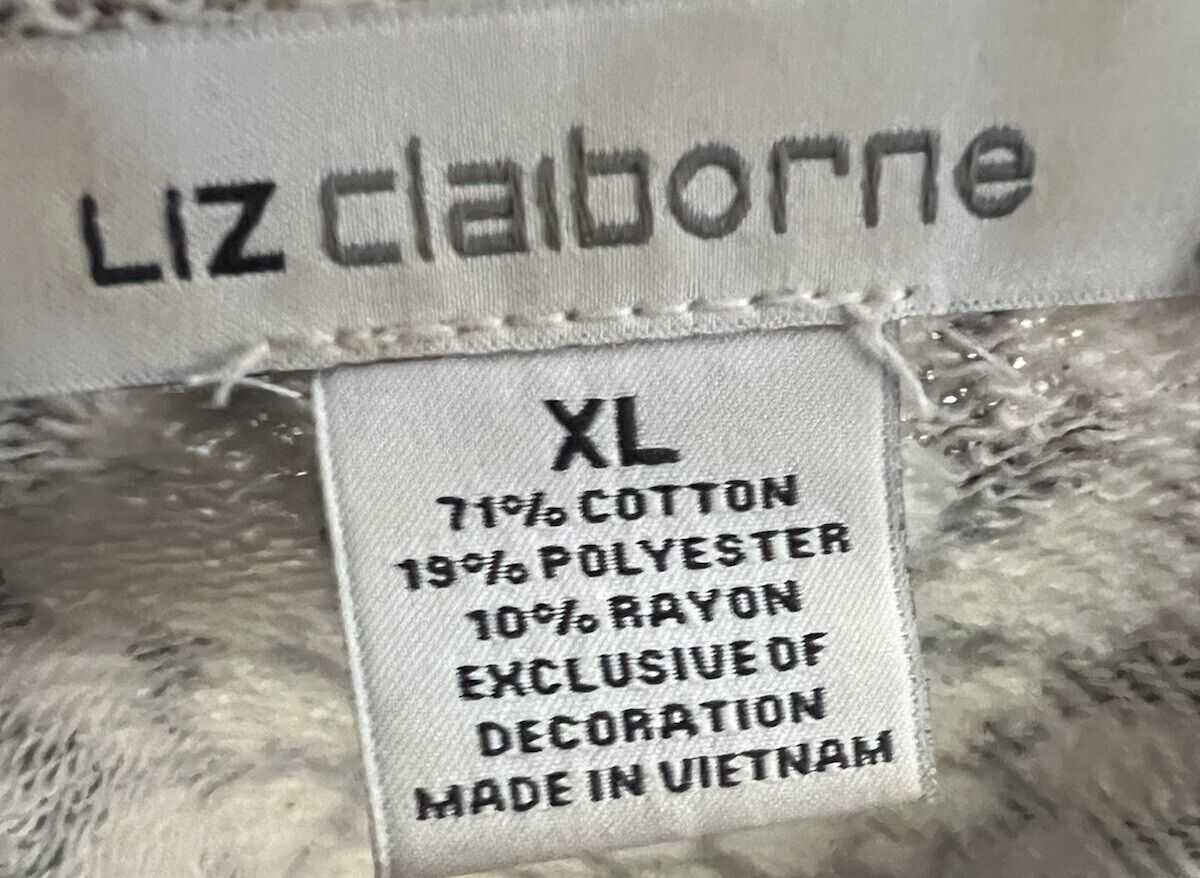 LIZ claiborne
XL
71% COTTON
19% POLYESTER
10% RAYON
EXCLUSIVE OF
DECORATION
MADE IN VIETNAM